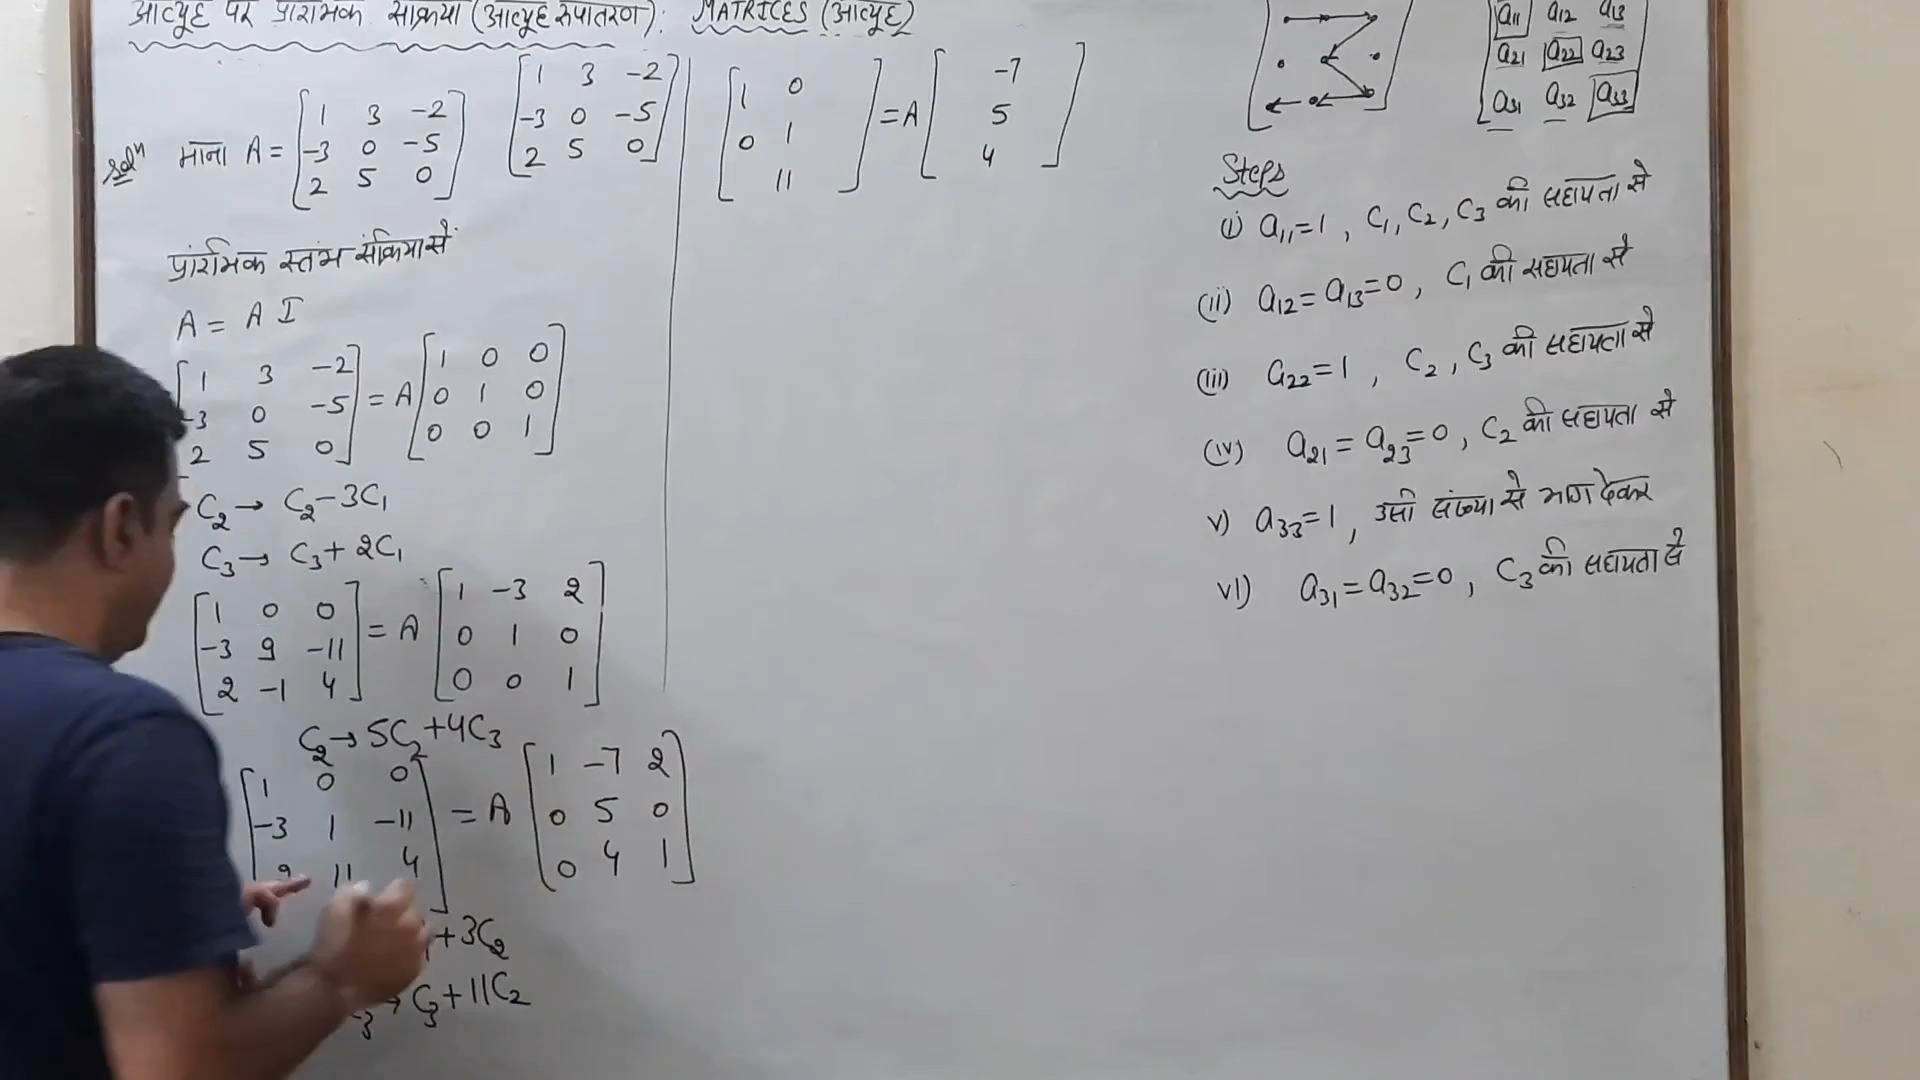 आव्यूह पर प्रारंभिक संक्रिया (आव्यूह रूपांतरण): MATRICES (आव्यूह)
Solⁿ माना A = [1 3 -2
-3 0 -5
2 5 0]
प्रारंभिक स्तंभ संक्रिया से
A = A I
[1 3 -2
-3 0 -5
2 5 0] = A [1 0 0
0 1 0
0 0 1]
C₂ → C₂ - 3C₁
C₃ → C₃ + 2C₁
[1 0 0
-3 9 -11
2 -1 4] = A [1 -3 2
0 1 0
0 0 1]
C₂ → 5C₂ + 4C₃
[1 0 0
-3 1 -11
11 4] = A [1 -7 2
0 5 0
0 4 1]
+ 3C₂
₃ → C₃ + 11C₂
[1 3 -2
-3 0 -5
2 5 0]
[1 0
0 1
11] = A [-7
5
4]
a₁₁ a₁₂ a₁₃
a₂₁ a₂₂ a₂₃
a₃₁ a₃₂ a₃₃
Steps
(i) a₁₁ = 1 , C₁, C₂, C₃ की सहायता से
(ii) a₁₂ = a₁₃ = 0 , C₁ की सहायता से
(iii) a₂₂ = 1 , C₂ , C₃ की सहायता से
(iv) a₂₁ = a₂₃ = 0 , C₂ की सहायता से
v) a₃₃ = 1 , उसी संख्या से भाग देकर
vi) a₃₁ = a₃₂ = 0 , C₃ की सहायता से